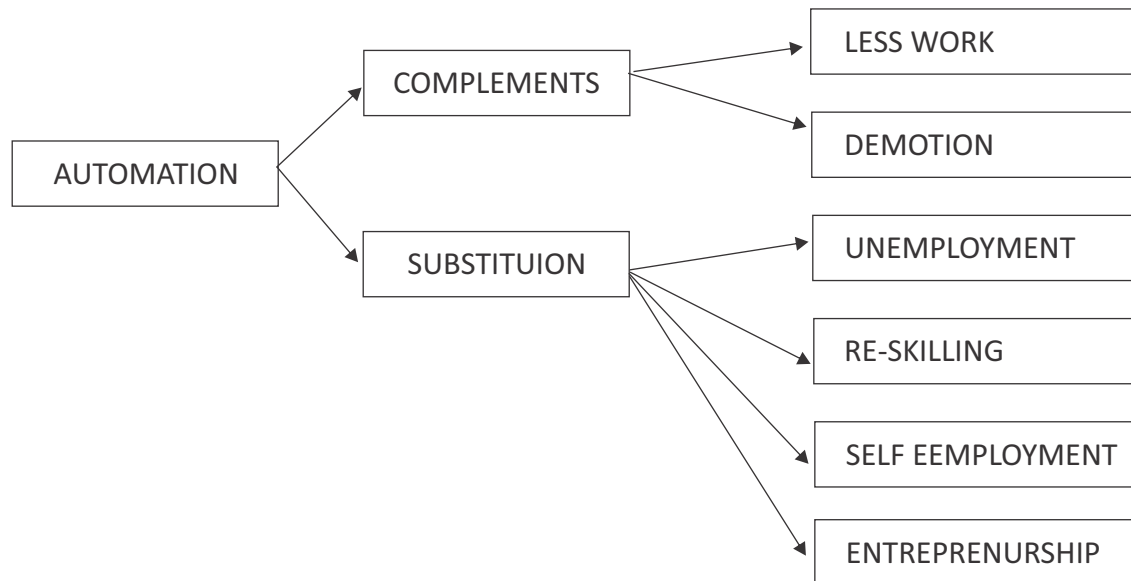 AUTOMATION
COMPLEMENTS
SUBSTITUION
LESS WORK
DEMOTION
UNEMPLOYMENT
RE-SKILLING
SELF EEMPLOYMENT
ENTREPRENURSHIP